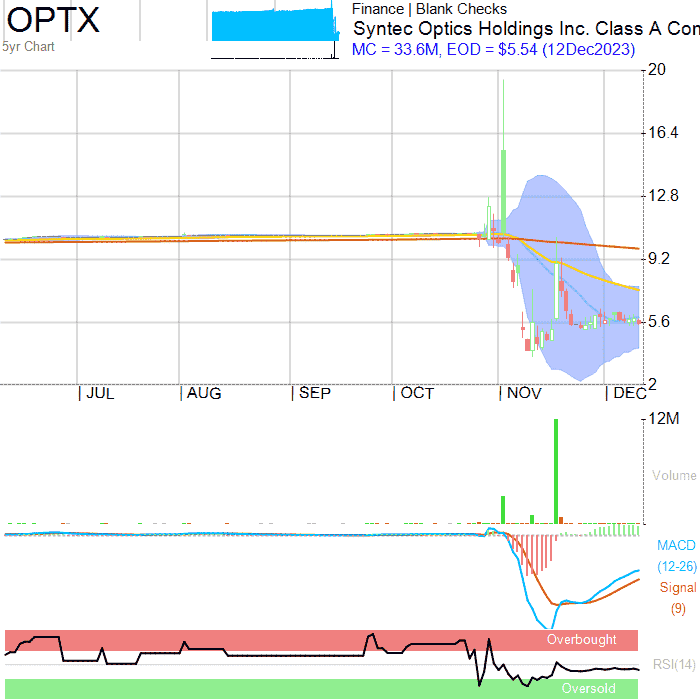 OPTX
Finance | Blank Checks
Syntec Optics Holdings Inc. Class A Con
5yr Chart
MC = 33.6M, EOD = $5.54 (12Dec2023)
20
16.4
12.8
9.2
5.6
2
| JUL | AUG | SEP | OCT | NOV | DEC
12M
Volume
MACD
(12-26)
Signal
(9)
Overbought
RSI(14)
Oversold